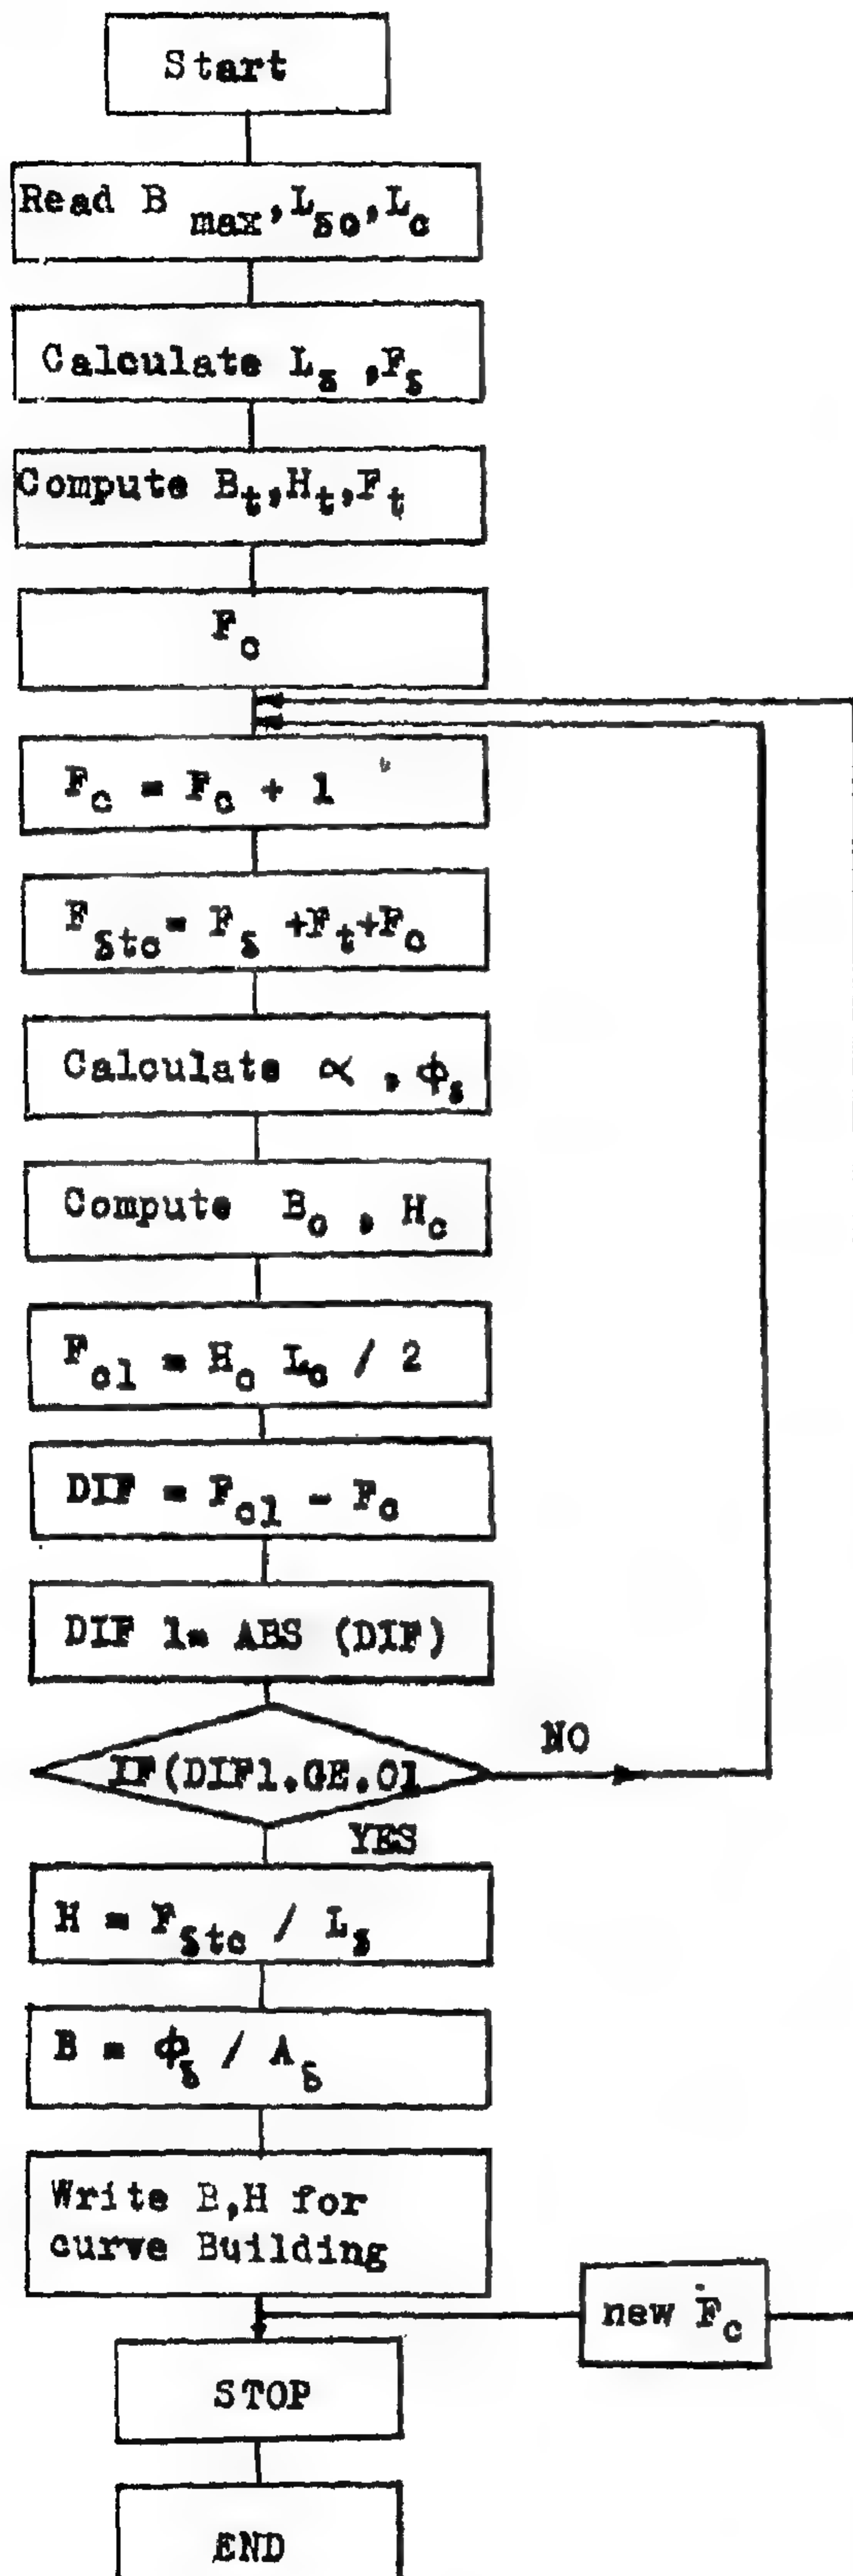 Start
Read B max, Lδc, Lc
Calculate Lδ ,Fδ
Compute Bt,Ht,Ft
Fc
Fc = Fc + 1
Fδtc= Fδ +Ft+Fc
Calculate ∝ , ϕδ
Compute Bc , Hc
Fc1 = Hc Lc / 2
DIF = Fc1 - Fc
DIF 1= ABS (DIF)
IF(DIF1.GE.01
NO
YES
H = Fδtc / Lδ
B = ϕδ / Aδ
Write B,H for
curve Building
new Fc
STOP
END